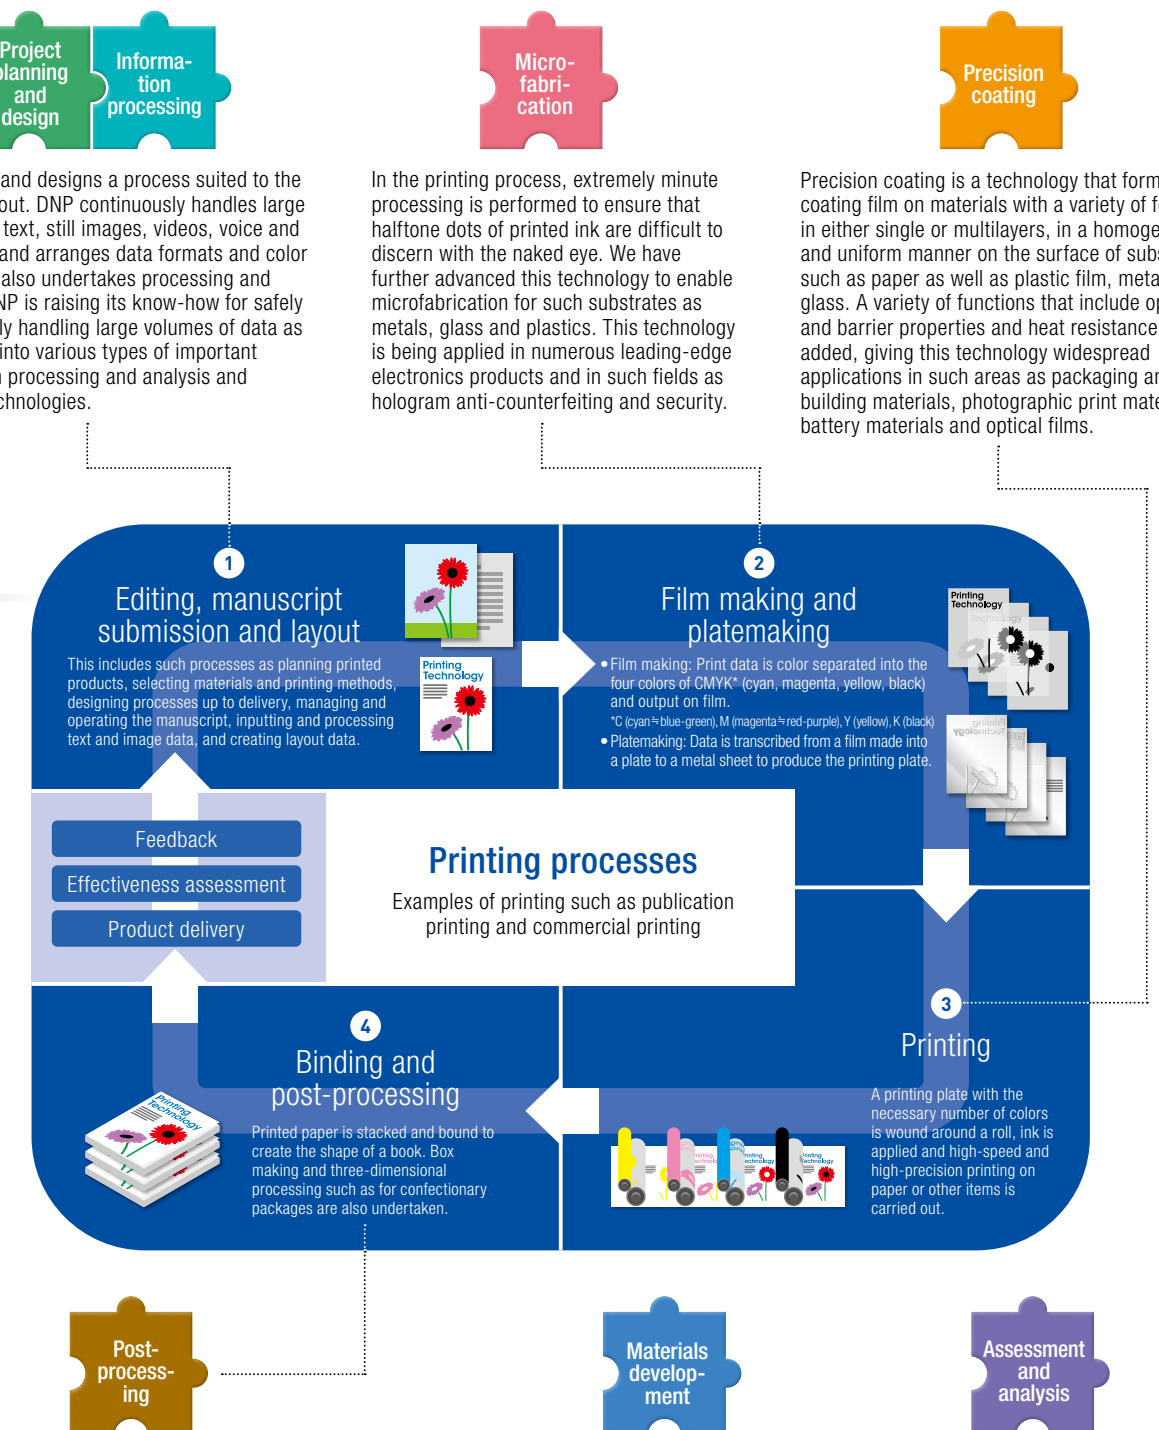 Project
planning
and
design
Informa-
tion
processing
Micro-
fabri-
cation
Precision
coating
and designs a process suited to the
out. DNP continuously handles large
text, still images, videos, voice and
and arranges data formats and color
also undertakes processing and
NP is raising its know-how for safely
ly handling large volumes of data as
into various types of important
processing and analysis and
chnologies.
In the printing process, extremely minute
processing is performed to ensure that
halftone dots of printed ink are difficult to
discern with the naked eye. We have
further advanced this technology to enable
microfabrication for such substrates as
metals, glass and plastics. This technology
is being applied in numerous leading-edge
electronics products and in such fields as
hologram anti-counterfeiting and security.
Precision coating is a technology that form
coating film on materials with a variety of f
in either single or multilayers, in a homoge
and uniform manner on the surface of subs
such as paper as well as plastic film, meta
glass. A variety of functions that include op
and barrier properties and heat resistance
added, giving this technology widespread
applications in such areas as packaging a
building materials, photographic print mate
battery materials and optical films.
1
Editing, manuscript
submission and layout
This includes such processes as planning printed
products, selecting materials and printing methods,
designing processes up to delivery, managing and
operating the manuscript, inputting and processing
text and image data, and creating layout data.
Printing
Technology
2
Film making and
platemaking
• Film making: Print data is color separated into the
four colors of CMYK* (cyan, magenta, yellow, black)
and output on film.
*C (cyan≒blue-green), M (magenta≒red-purple), Y (yellow), K (black)
• Platemaking: Data is transcribed from a film made into
a plate to a metal sheet to produce the printing plate.
Printing
Technology
Technology
Printing
Technology
Feedback
Effectiveness assessment
Product delivery
Printing processes
Examples of printing such as publication
printing and commercial printing
3
Printing
A printing plate with the
necessary number of colors
is wound around a roll, ink is
applied and high-speed and
high-precision printing on
paper or other items is
carried out.
4
Binding and
post-processing
Printed paper is stacked and bound to
create the shape of a book. Box
making and three-dimensional
processing such as for confectionary
packages are also undertaken.
Printing
Technology
Post-
process-
ing
Materials
develop-
ment
Assessment
and
analysis